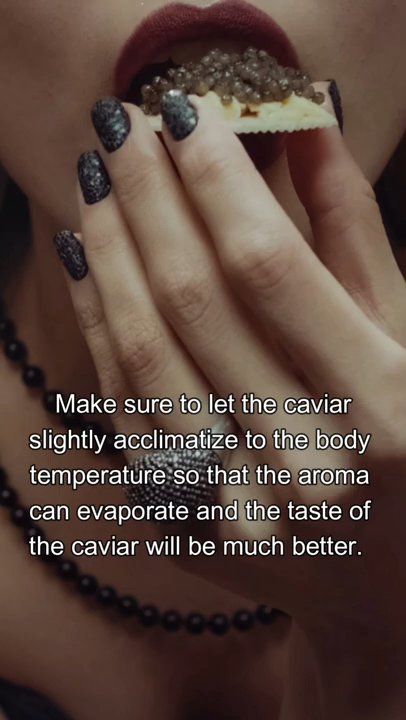 Make sure to let the caviar
slightly acclimatize to the body
temperature so that the aroma
can evaporate and the taste of
the caviar will be much better.